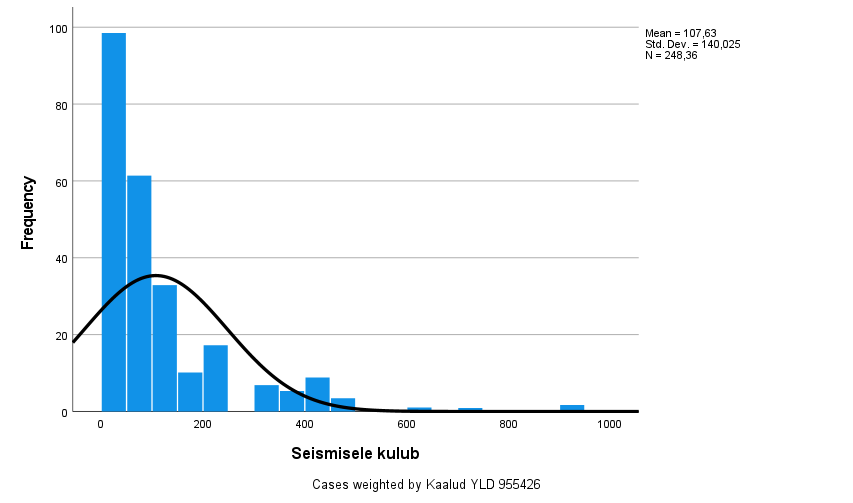 Mean = 107,63
Std. Dev. = 140,025
N = 248,36
100
80
60
40
20
0
Frequency
0 200 400 600 800 1000
Seismisele kulub
Cases weighted by Kaalud YLD 955426